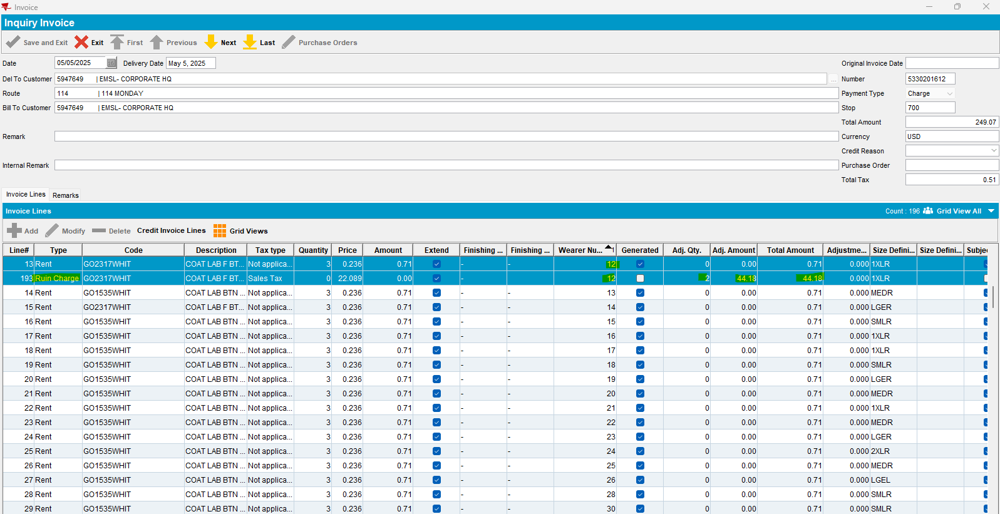 Invoice
Inquiry Invoice
Save and Exit Exit First Previous Next Last Purchase Orders
Date 05/05/2025 16 Delivery Date May 5, 2025 Original Invoice Date
Del To Customer 5947649 | EMSL- CORPORATE HQ ... Number 5330201612
Route 114 | 114 MONDAY Payment Type Charge
Bill To Customer 5947649 | EMSL- CORPORATE HQ Stop 700
Total Amount 249.07
Remark Currency USD
Credit Reason
Internal Remark Purchase Order
Total Tax 0.51
Invoice Lines Remarks
Invoice Lines Count : 196 Grid View All
Add Modify Delete Credit Invoice Lines Grid Views
Line# Type Code Description Tax type Quantity Price Amount Extend Finishing ... Finishing ... Wearer Nu... 1 Generated Adj. Qty. Adj. Amount Total Amount Adjustme... Size Defini... Size Defini... Subjec
13 Rent GO2317WHIT COAT LAB F BT... Not applica... 3 0.236 0.71 - - 12 0 0.00 0.71 0.000 1XLR
193 Ruin Charge GO2317WHIT COAT LAB F BT... Sales Tax 0 22.089 0.00 - 12 2 44.18 44.18 0.000 1XLR
14 Rent GO1535WHIT COAT LAB BTN ... Not applica... 3 0.236 0.71 - - 13 0 0.00 0.71 0.000 MEDR
15 Rent GO2317WHIT COAT LAB F BT... Not applica... 3 0.236 0.71 - - 14 0 0.00 0.71 0.000 LGER
16 Rent GO1535WHIT COAT LAB BTN ... Not applica... 3 0.236 0.71 - - 15 0 0.00 0.71 0.000 SMLR
17 Rent GO1535WHIT COAT LAB BTN ... Not applica... 3 0.236 0.71 - - 16 0 0.00 0.71 0.000 1XLR
18 Rent GO1535WHIT COAT LAB BTN ... Not applica... 3 0.236 0.71 - - 17 0 0.00 0.71 0.000 1XLR
19 Rent GO1535WHIT COAT LAB BTN ... Not applica... 3 0.236 0.71 - - 18 0 0.00 0.71 0.000 SMLR
20 Rent GO1535WHIT COAT LAB BTN ... Not applica... 3 0.236 0.71 - - 19 0 0.00 0.71 0.000 LGER
21 Rent GO1535WHIT COAT LAB BTN ... Not applica... 3 0.236 0.71 - - 20 0 0.00 0.71 0.000 MEDR
22 Rent GO1535WHIT COAT LAB BTN ... Not applica... 3 0.236 0.71 - - 21 0 0.00 0.71 0.000 1XLR
23 Rent GO1535WHIT COAT LAB BTN ... Not applica... 3 0.236 0.71 - - 22 0 0.00 0.71 0.000 MEDR
24 Rent GO1535WHIT COAT LAB BTN ... Not applica... 3 0.236 0.71 - - 23 0 0.00 0.71 0.000 LGER
25 Rent GO1535WHIT COAT LAB BTN ... Not applica... 3 0.236 0.71 - - 24 0 0.00 0.71 0.000 2XLR
26 Rent GO1535WHIT COAT LAB BTN ... Not applica... 3 0.236 0.71 - - 25 0 0.00 0.71 0.000 MEDR
27 Rent GO1535WHIT COAT LAB BTN ... Not applica... 3 0.236 0.71 - - 26 0 0.00 0.71 0.000 LGEL
28 Rent GO1535WHIT COAT LAB BTN ... Not applica... 3 0.236 0.71 - - 28 0 0.00 0.71 0.000 SMLR
29 Rent GO1535WHIT COAT LAB BTN ... Not applica... 3 0.236 0.71 - - 30 0 0.00 0.71 0.000 SMLR